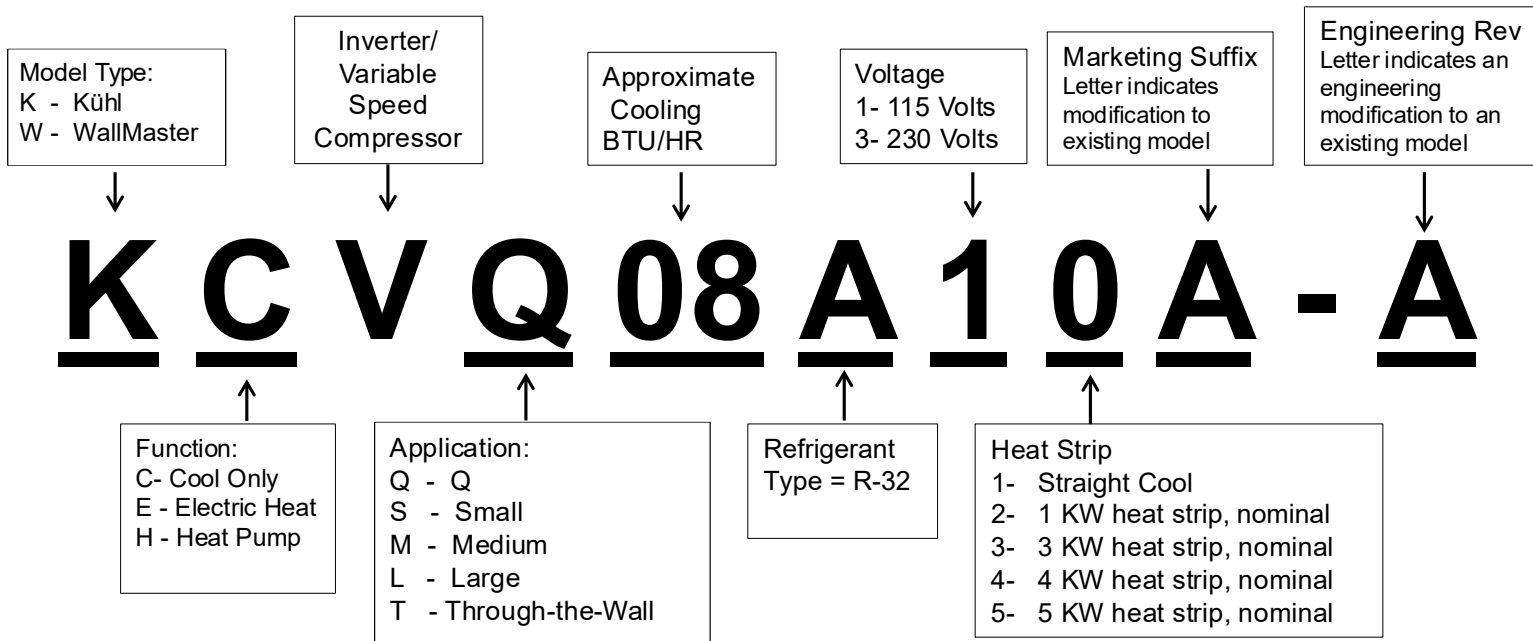 Model Type:
K - Kühl
W - WallMaster
Inverter/
Variable
Speed
Compressor
Approximate
Cooling
BTU/HR
Voltage
1- 115 Volts
3- 230 Volts
Marketing Suffix
Letter indicates
modification to
existing model
Engineering Rev
Letter indicates an
engineering
modification to an
existing model
K C V Q 08 A 1 0 A - A
Function:
C- Cool Only
E - Electric Heat
H - Heat Pump
Application:
Q - Q
S - Small
M - Medium
L - Large
T - Through-the-Wall
Refrigerant
Type = R-32
Heat Strip
1- Straight Cool
2- 1 KW heat strip, nominal
3- 3 KW heat strip, nominal
4- 4 KW heat strip, nominal
5- 5 KW heat strip, nominal